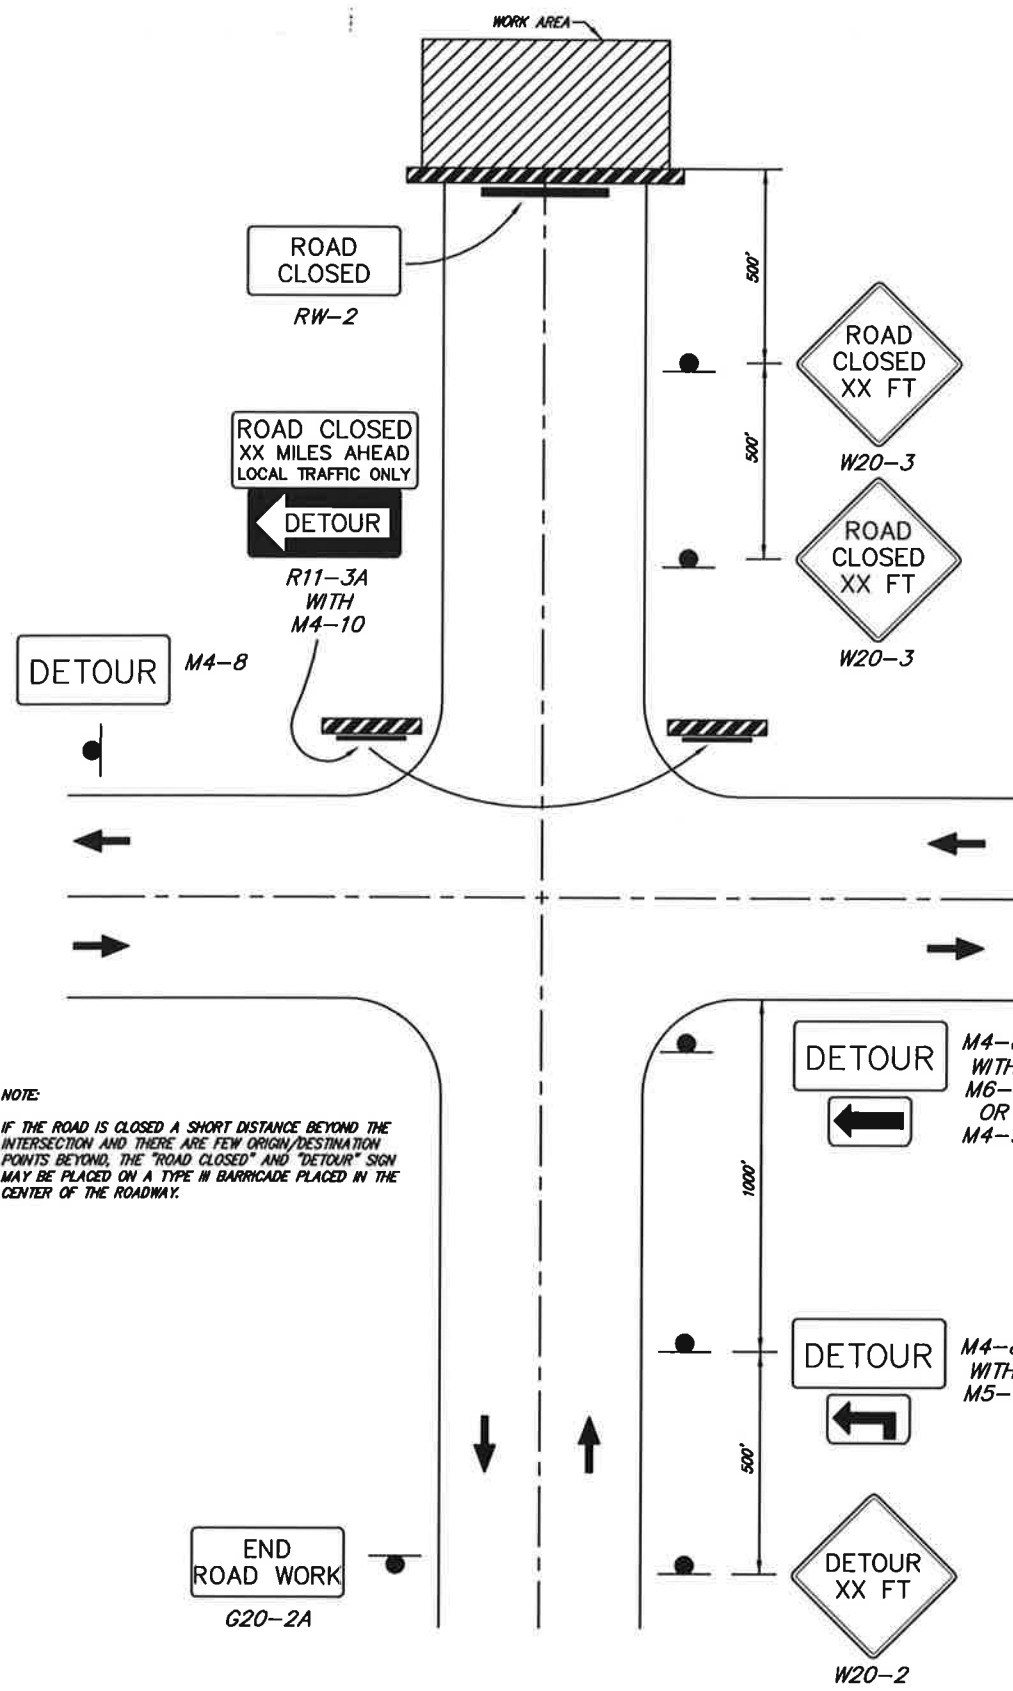 WORK AREA
ROAD
CLOSED
RW-2
500'
ROAD
CLOSED
XX FT
W20-3
500'
ROAD CLOSED
XX MILES AHEAD
LOCAL TRAFFIC ONLY
DETOUR
R11-3A
WITH
M4-10
ROAD
CLOSED
XX FT
W20-3
DETOUR
M4-8
DETOUR
WITH
OR
NOTE:
IF THE ROAD IS CLOSED A SHORT DISTANCE BEYOND THE
INTERSECTION AND THERE ARE FEW ORIGIN/DESTINATION
POINTS BEYOND, THE "ROAD CLOSED" AND "DETOUR" SIGN
MAY BE PLACED ON A TYPE III BARRICADE PLACED IN THE
CENTER OF THE ROADWAY.
1000'
DETOUR
WITH
500'
END
ROAD WORK
G20-2A
DETOUR
XX FT
W20-2